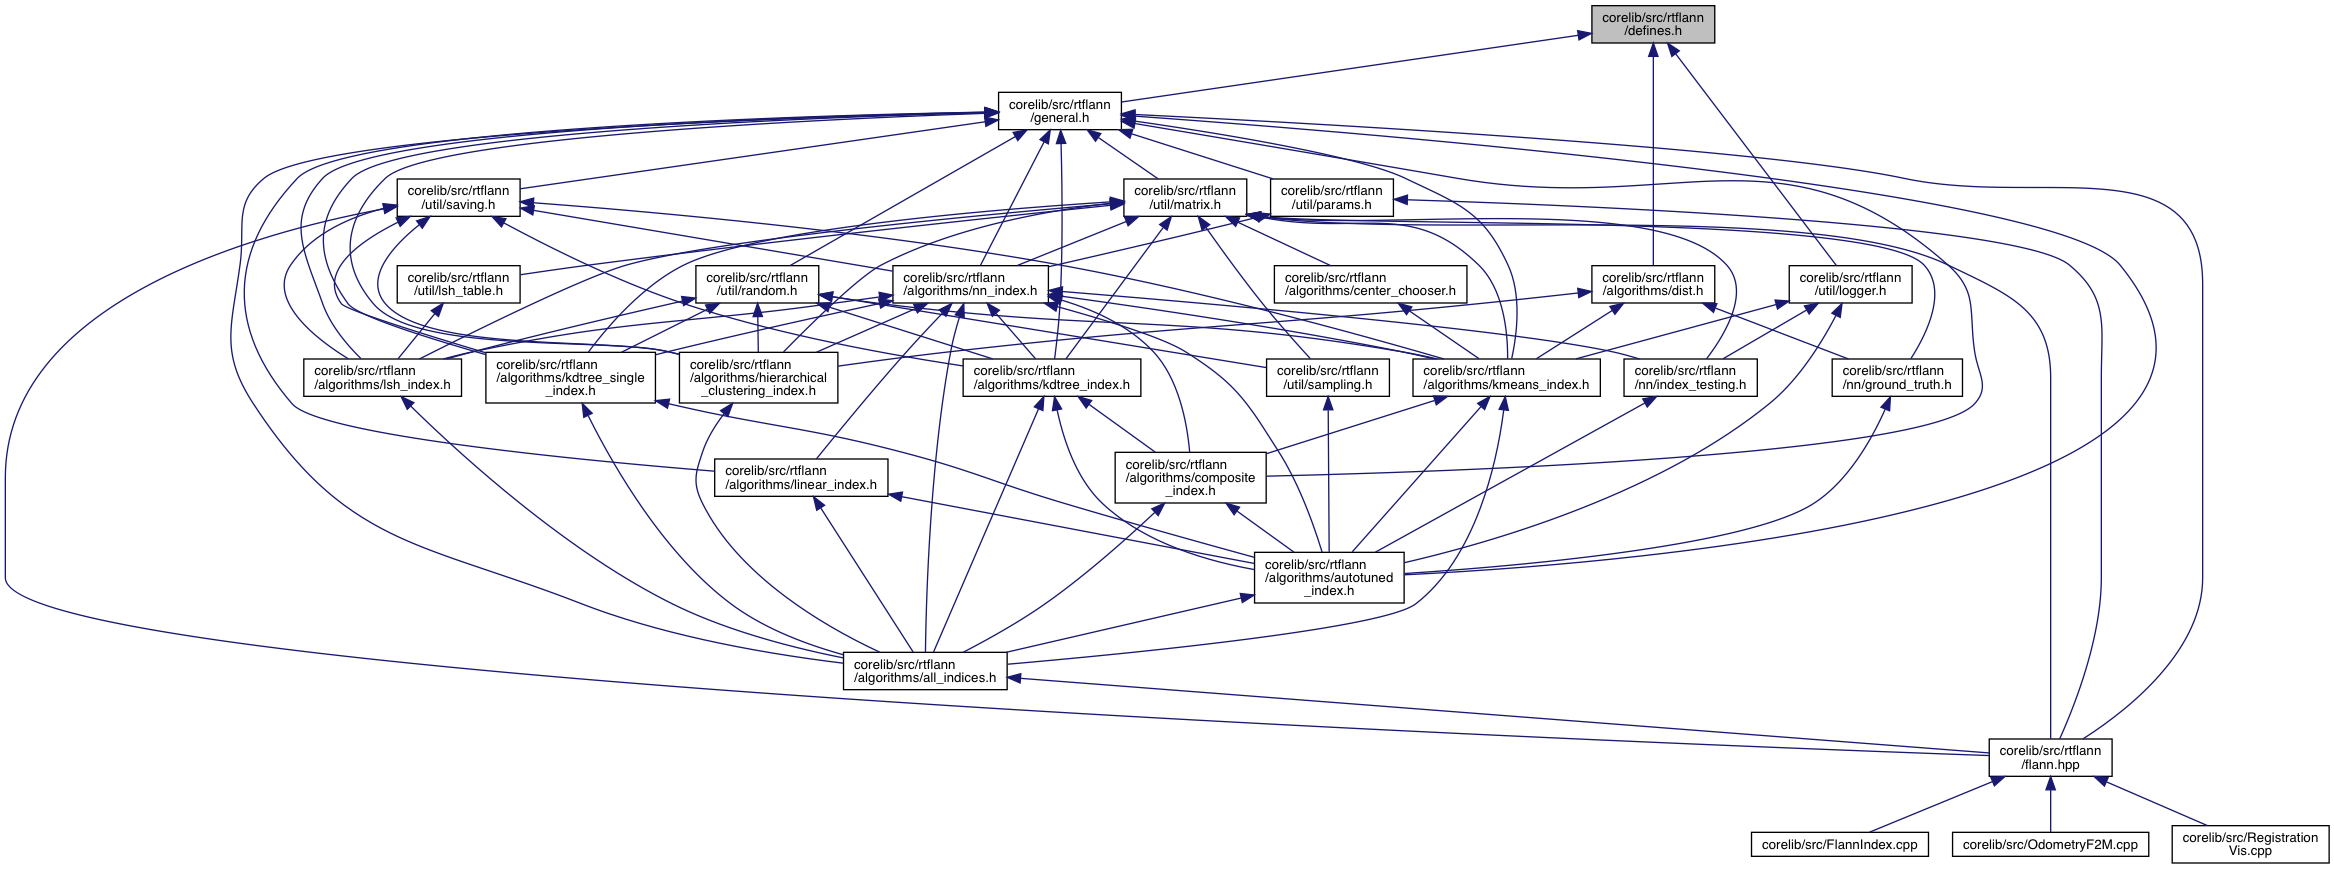 corelib/src/rtflann
/defines.h
corelib/src/rtflann
/general.h
corelib/src/rtflann
/util/saving.h
corelib/src/rtflann
/util/matrix.h
corelib/src/rtflann
/util/params.h
corelib/src/rtflann
/util/lsh_table.h
corelib/src/rtflann
/util/random.h
corelib/src/rtflann
/algorithms/nn_index.h
corelib/src/rtflann
/algorithms/center_chooser.h
corelib/src/rtflann
/algorithms/dist.h
corelib/src/rtflann
/util/logger.h
corelib/src/rtflann
/algorithms/lsh_index.h
corelib/src/rtflann
/algorithms/kdtree_single
_index.h
corelib/src/rtflann
/algorithms/hierarchical
_clustering_index.h
corelib/src/rtflann
/algorithms/kdtree_index.h
corelib/src/rtflann
/util/sampling.h
corelib/src/rtflann
/algorithms/kmeans_index.h
corelib/src/rtflann
/nn/index_testing.h
corelib/src/rtflann
/nn/ground_truth.h
corelib/src/rtflann
/algorithms/linear_index.h
corelib/src/rtflann
/algorithms/composite
_index.h
corelib/src/rtflann
/algorithms/autotuned
_index.h
corelib/src/rtflann
/algorithms/all_indices.h
corelib/src/rtflann
/flann.hpp
corelib/src/FlannIndex.cpp
corelib/src/OdometryF2M.cpp
corelib/src/Registration
Vis.cpp